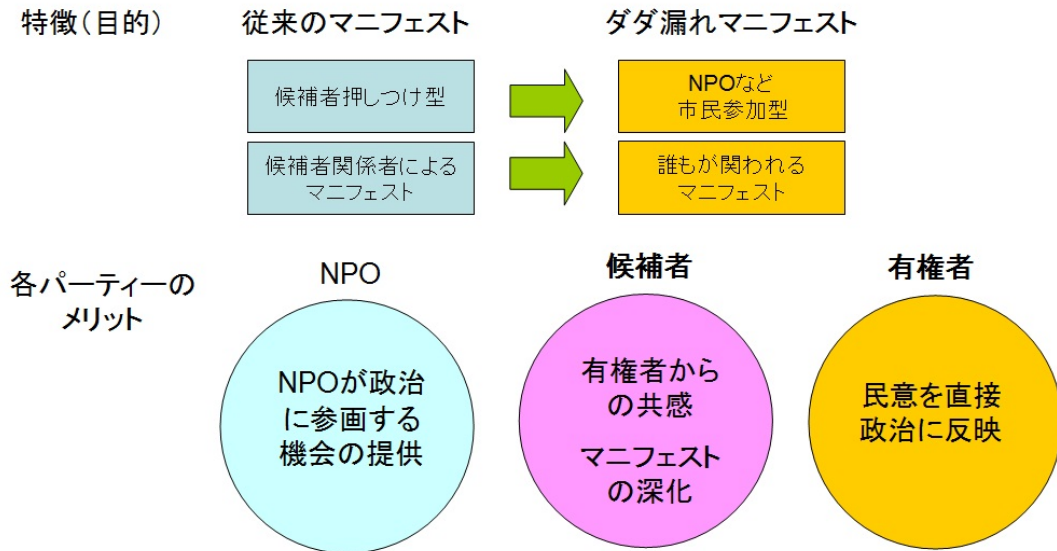 特徴（目的）
従来のマニフェスト
ダダ漏れマニフェスト
候補者押しつけ型
NPOなど
市民参加型
候補者関係者による
マニフェスト
誰もが関われる
マニフェスト
各パーティーの
メリット
NPO
候補者
有権者
NPOが政治
に参画する
機会の提供
有権者から
の共感
マニフェスト
の深化
民意を直接
政治に反映